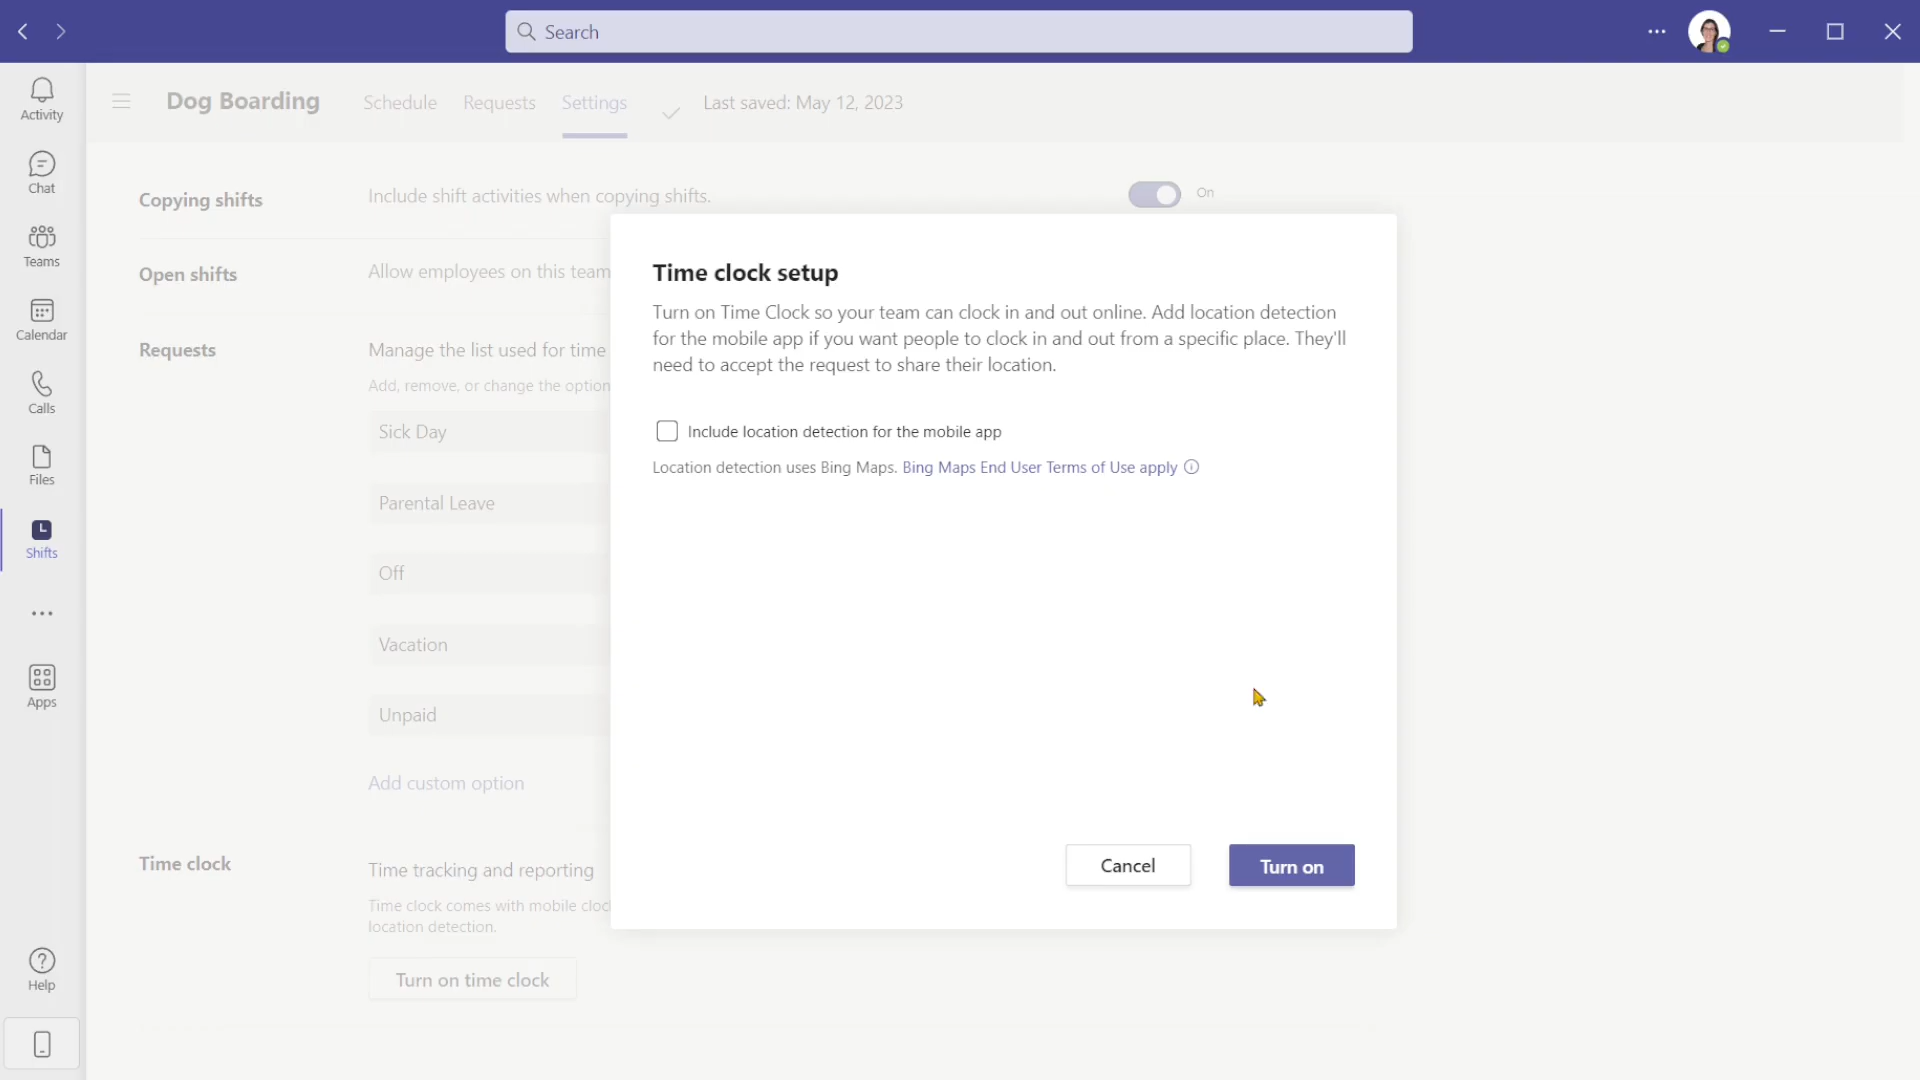 Search
Activity
Chat
Teams
Calendar
Calls
Files
Shifts
Apps
Help
Dog Boarding
Schedule
Requests
Settings
Last saved: May 12, 2023
Copying shifts
Include shift activities when copying shifts.
On
Open shifts
Allow employees on this team
Requests
Manage the list used for time
Add, remove, or change the option
Sick Day
Parental Leave
Off
Vacation
Unpaid
Add custom option
Time clock
Time tracking and reporting
Time clock comes with mobile cloc
location detection.
Turn on time clock
Time clock setup
Turn on Time Clock so your team can clock in and out online. Add location detection
for the mobile app if you want people to clock in and out from a specific place. They'll
need to accept the request to share their location.
Include location detection for the mobile app
Location detection uses Bing Maps. Bing Maps End User Terms of Use apply
Cancel
Turn on